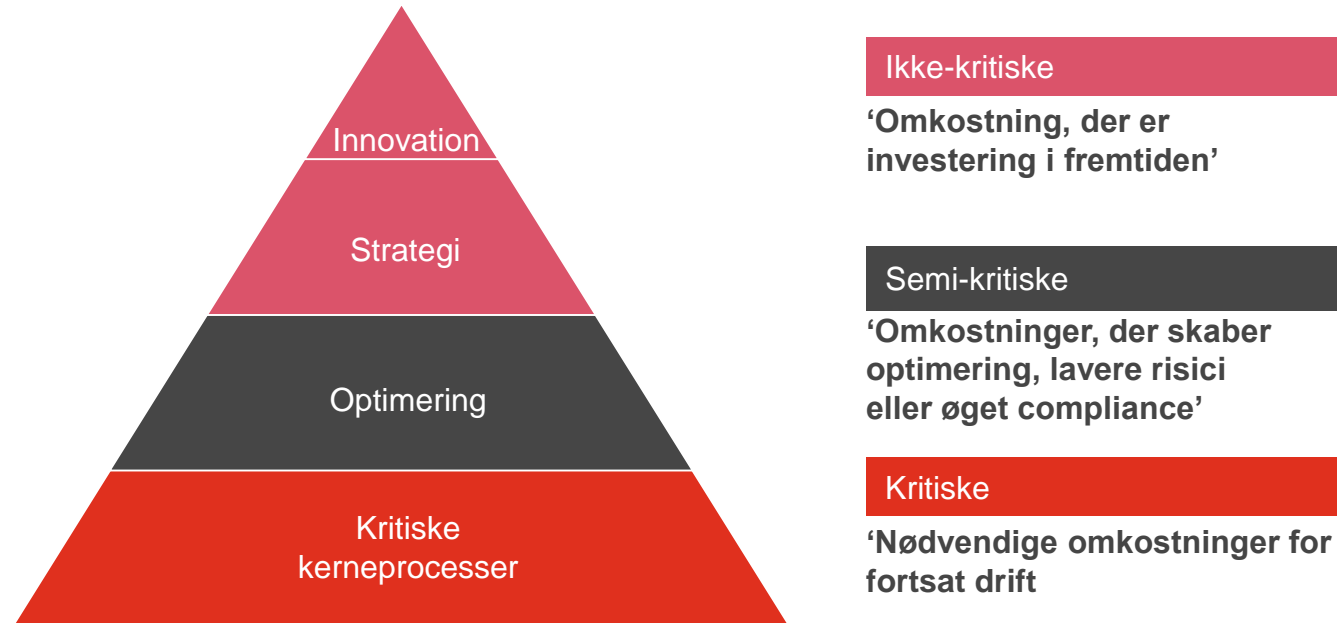 Innovation
Strategi
Optimering
Kritiske
kerneprocesser
Ikke-kritiske
‘Omkostning, der er
investering i fremtiden’
Semi-kritiske
‘Omkostninger, der skaber
optimering, lavere risici
eller øget compliance’
Kritiske
‘Nødvendige omkostninger for
fortsat drift